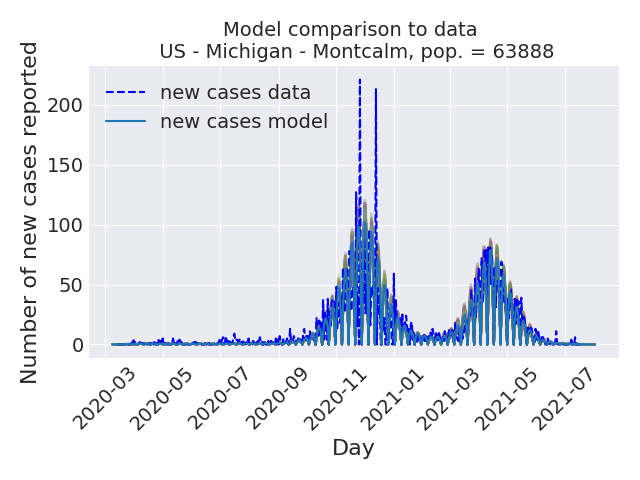 Model comparison to data
US - Michigan - Montcalm, pop. = 63888
Number of new cases reported
200
150
100
50
0
new cases data
new cases model
2020-03
2020-05
2020-07
2020-09
2020-11
2021-01
2021-03
2021-05
2021-07
Day